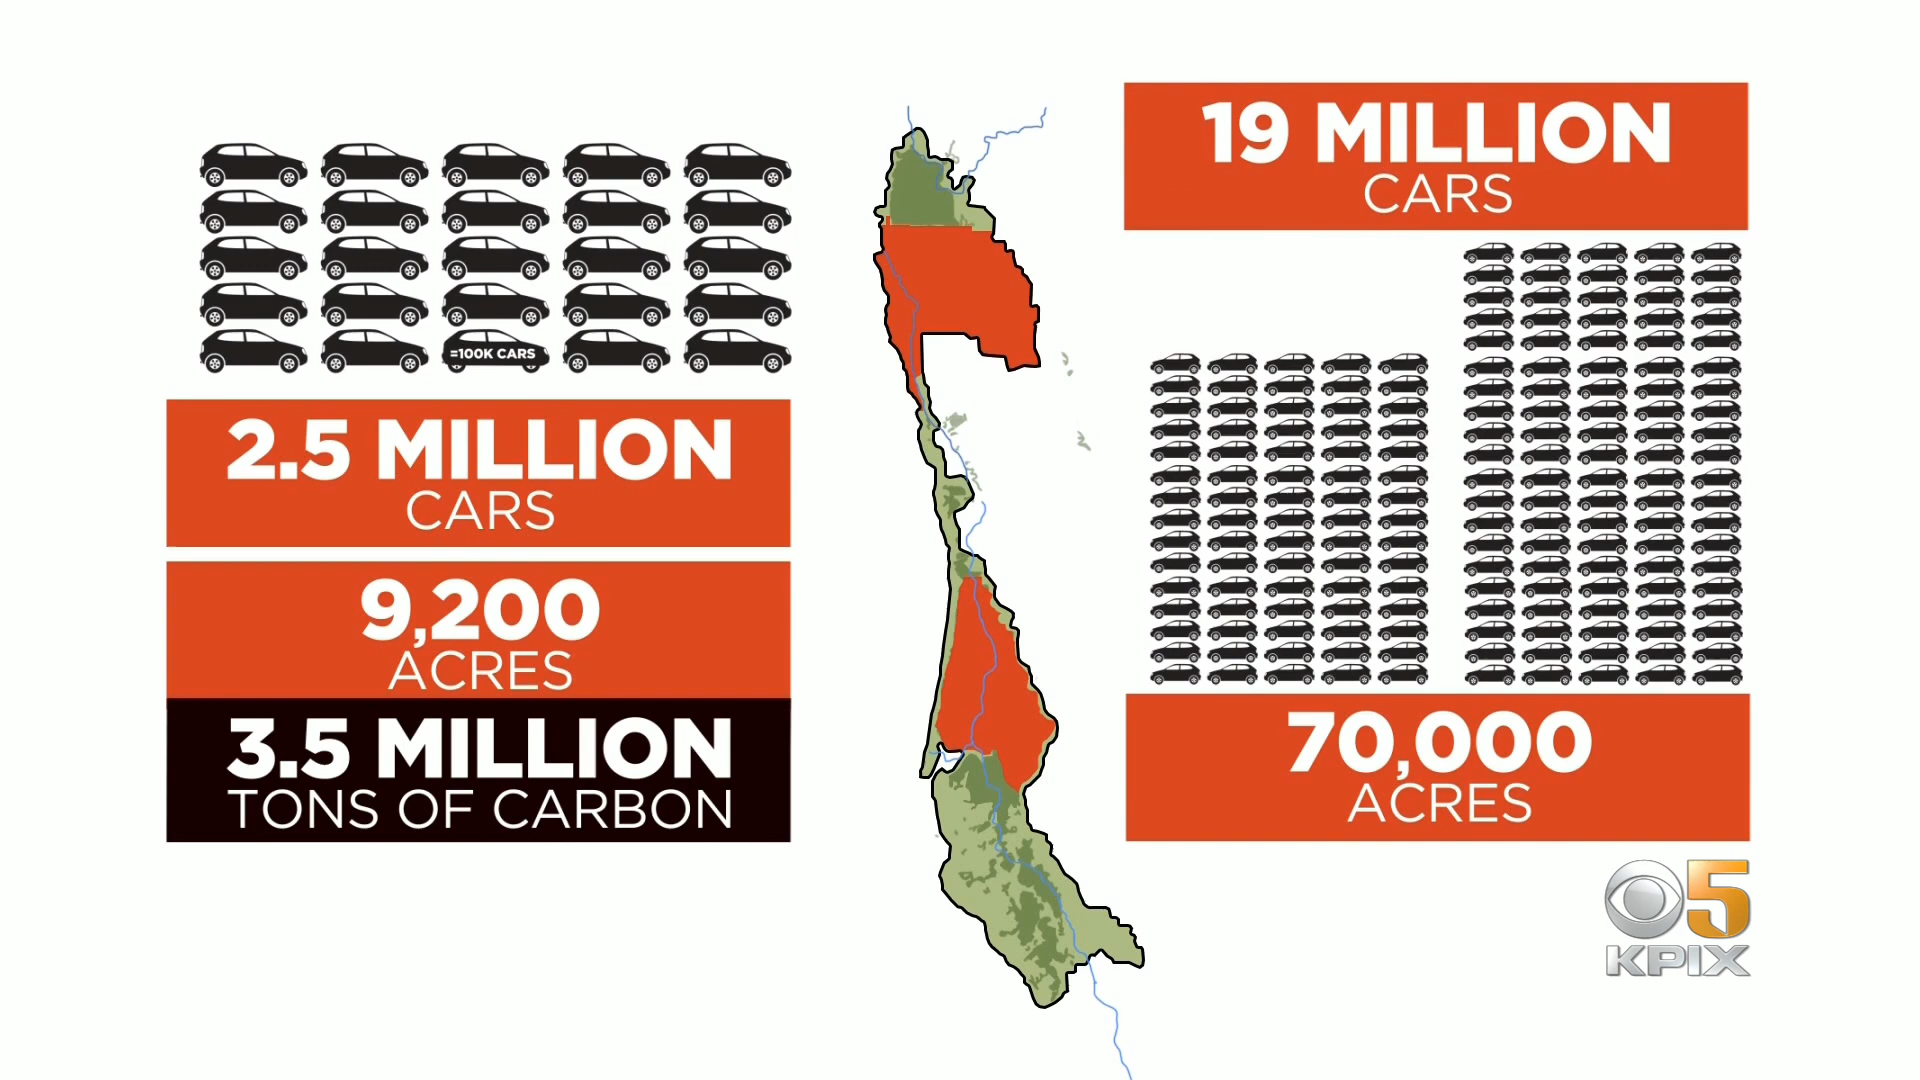 =100K CARS
2.5 MILLION
CARS
9,200
ACRES
3.5 MILLION
TONS OF CARBON
19 MILLION
CARS
70,000
ACRES
5
KPIX